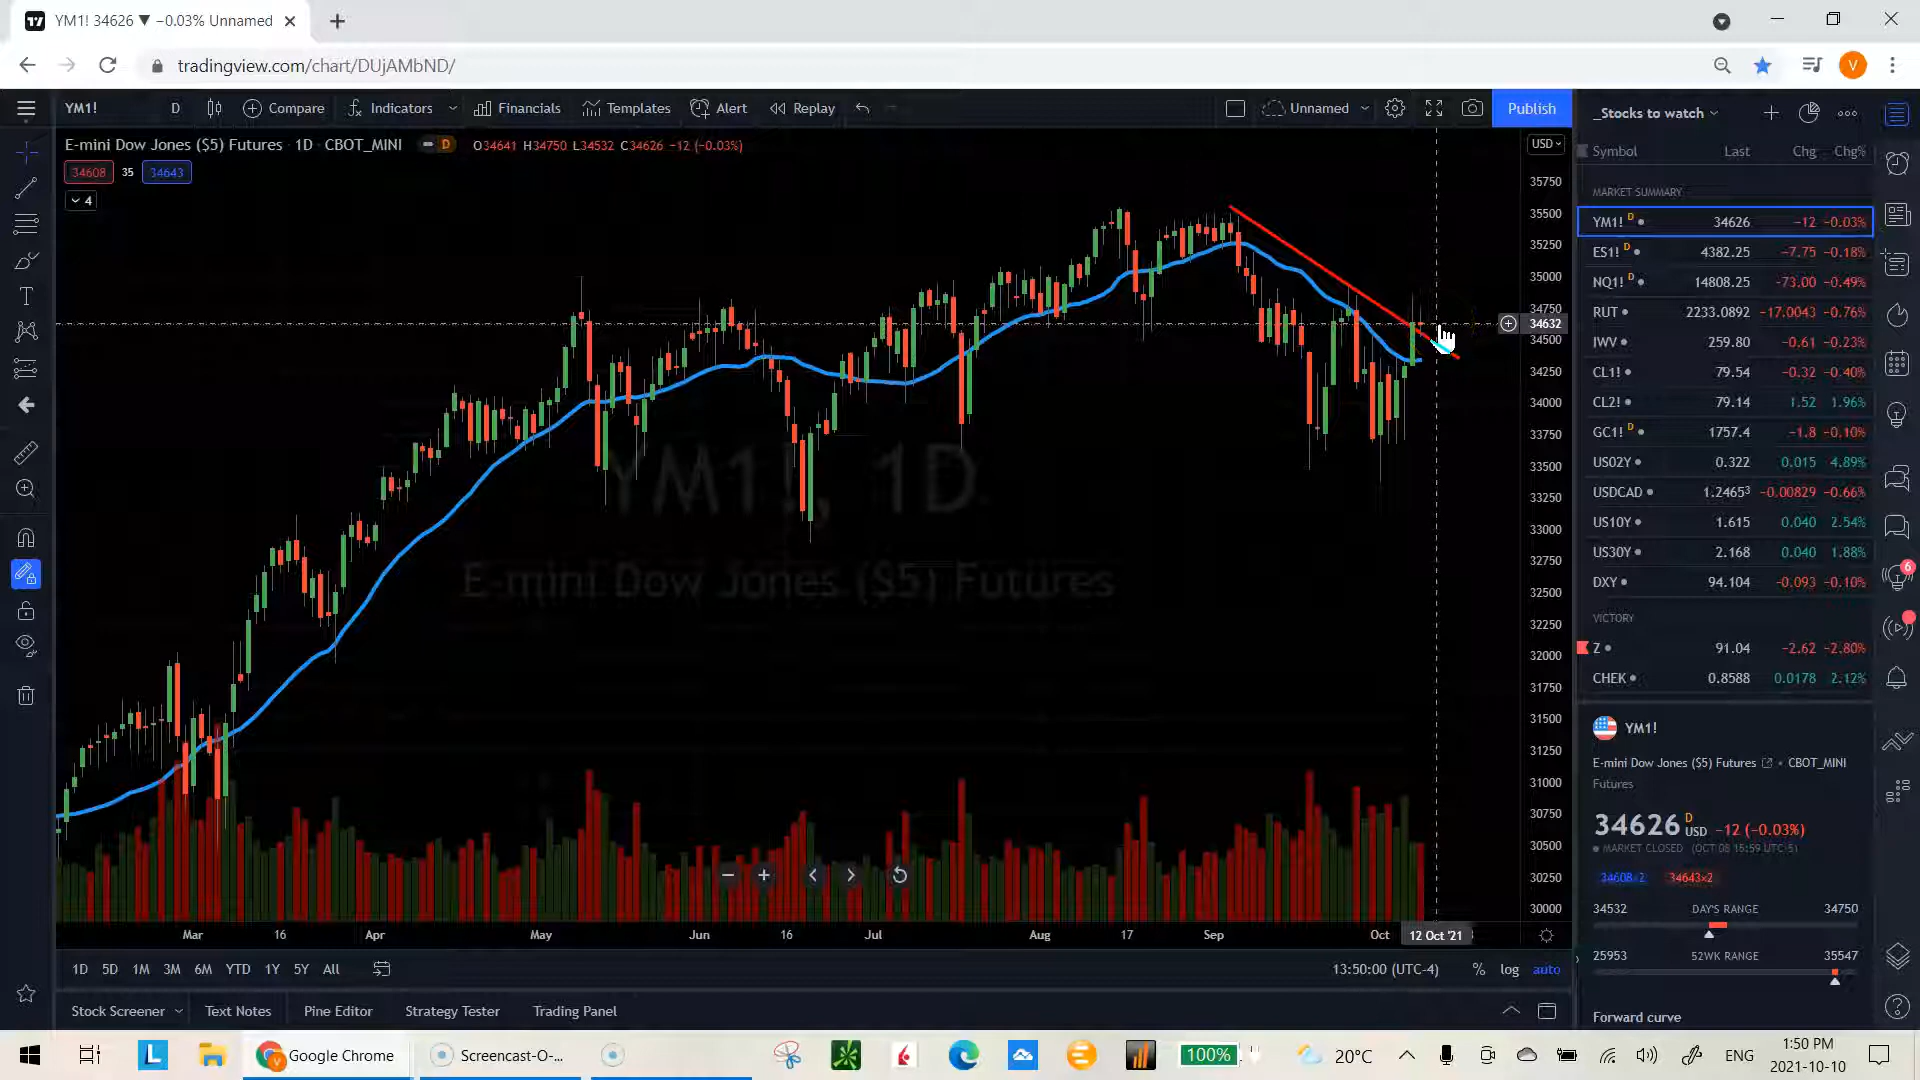 YM1! 34626 ▼ −0.03% Unnamed
tradingview.com/chart/DUjAMbND/
V
YM1! D Compare Indicators Financials Templates Alert Replay Unnamed Publish
_Stocks to watch
E-mini Dow Jones ($5) Futures · 1D · CBOT_MINI D O34641 H34750 L34532 C34626 −12 (−0.03%)
34608 35 34643
4
YM1!, 1D
E-mini Dow Jones ($5) Futures
USD
35750
35500
35250
35000
34750
34632
34500
34250
34000
33750
33500
33250
33000
32750
32500
32250
32000
31750
31500
31250
31000
30750
30500
30250
30000
Mar 16 Apr May Jun 16 Jul Aug 17 Sep Oct 12 Oct '21
1D 5D 1M 3M 6M YTD 1Y 5Y All
13:50:00 (UTC-4) % log auto
Stock Screener Text Notes Pine Editor Strategy Tester Trading Panel
Symbol Last Chg Chg%
MARKET SUMMARY
YM1! D 34626 −12 −0.03%
ES1! D 4382.25 −7.75 −0.18%
NQ1! D 14808.25 −73.00 −0.49%
RUT 2233.0892 −17.0043 −0.76%
IWV 259.80 −0.61 −0.23%
CL1! 79.54 −0.32 −0.40%
CL2! 79.14 1.52 1.96%
GC1! D 1757.4 −1.8 −0.10%
US02Y 0.322 0.015 4.89%
USDCAD 1.2465³ −0.00829 −0.66%
US10Y 1.615 0.040 2.54%
US30Y 2.168 0.040 1.88%
DXY 94.104 −0.093 −0.10%
VICTORY
Z 91.04 −2.62 −2.80%
CHEK 0.8588 0.0178 2.12%
6
YM1!
E-mini Dow Jones ($5) Futures • CBOT_MINI
Futures
34626 D USD −12 (−0.03%)
MARKET CLOSED (OCT 08 15:59 UTC-5)
34608×2 34643×2
34532 DAY'S RANGE 34750
25953 52WK RANGE 35547
Forward curve
L Google Chrome Screencast-O-... 100% 20°C ENG
1:50 PM
2021-10-10